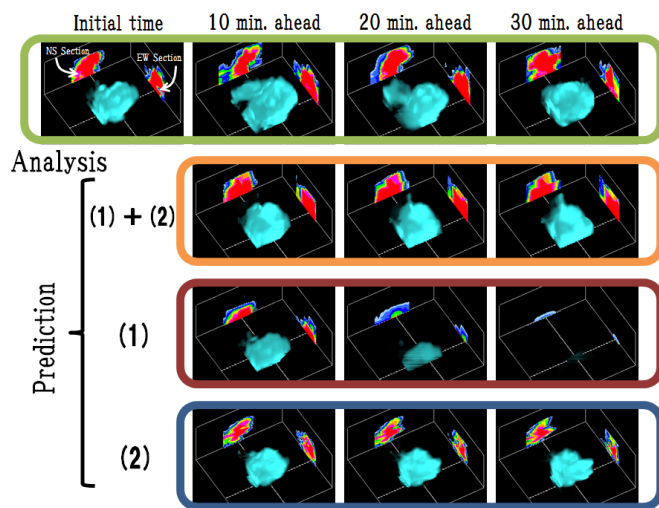 Initial time
10 min. ahead
20 min. ahead
30 min. ahead
NS Section
EW Section
Analysis
Prediction
(1) + (2)
(1)
(2)